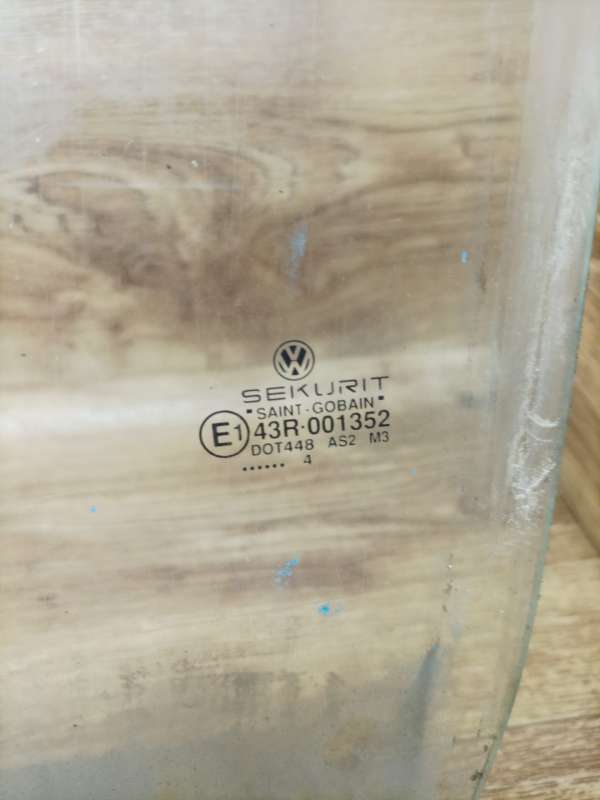 SEKURIT
"SAINT-GOBAIN"
E1 43R-001352
DOT448 AS2 M3
...... 4